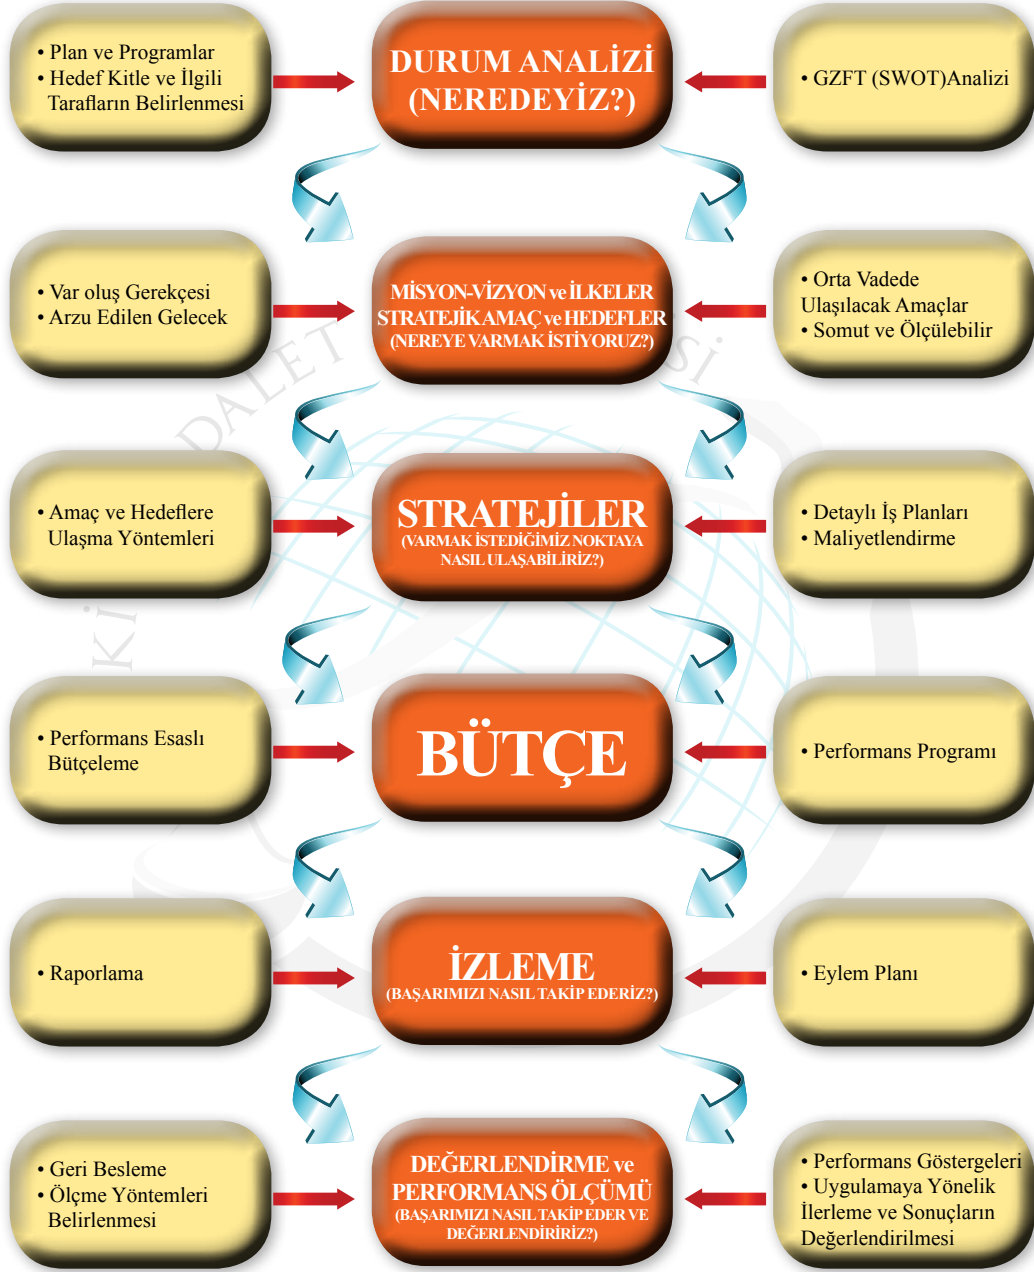 • Plan ve Programlar
• Hedef Kitle ve İlgili
Tarafların Belirlenmesi
DURUM ANALİZİ
(NEREDEYİZ?)
• GZFT (SWOT)Analizi
• Var oluş Gerekçesi
• Arzu Edilen Gelecek
MİSYON-VİZYON ve İLKELER
STRATEJİK AMAÇ ve HEDEFLER
(NEREYE VARMAK İSTİYORUZ?)
• Orta Vadede
Ulaşılacak Amaçlar
• Somut ve Ölçülebilir
• Amaç ve Hedeflere
Ulaşma Yöntemleri
STRATEJİLER
(VARMAK İSTEDİĞİMİZ NOKTAYA
NASIL ULAŞABİLİRİZ?)
• Detaylı İş Planları
• Maliyetlendirme
• Performans Esaslı
Bütçeleme
BÜTÇE
• Performans Programı
• Raporlama
İZLEME
(BAŞARIMIZI NASIL TAKİP EDERİZ?)
• Eylem Planı
• Geri Besleme
• Ölçme Yöntemleri
Belirlenmesi
DEĞERLENDİRME ve
PERFORMANS ÖLÇÜMÜ
(BAŞARIMIZI NASIL TAKİP EDER VE
DEĞERLENDİRİRİZ?)
• Performans Göstergeleri
• Uygulamaya Yönelik
İlerleme ve Sonuçların
Değerlendirilmesi